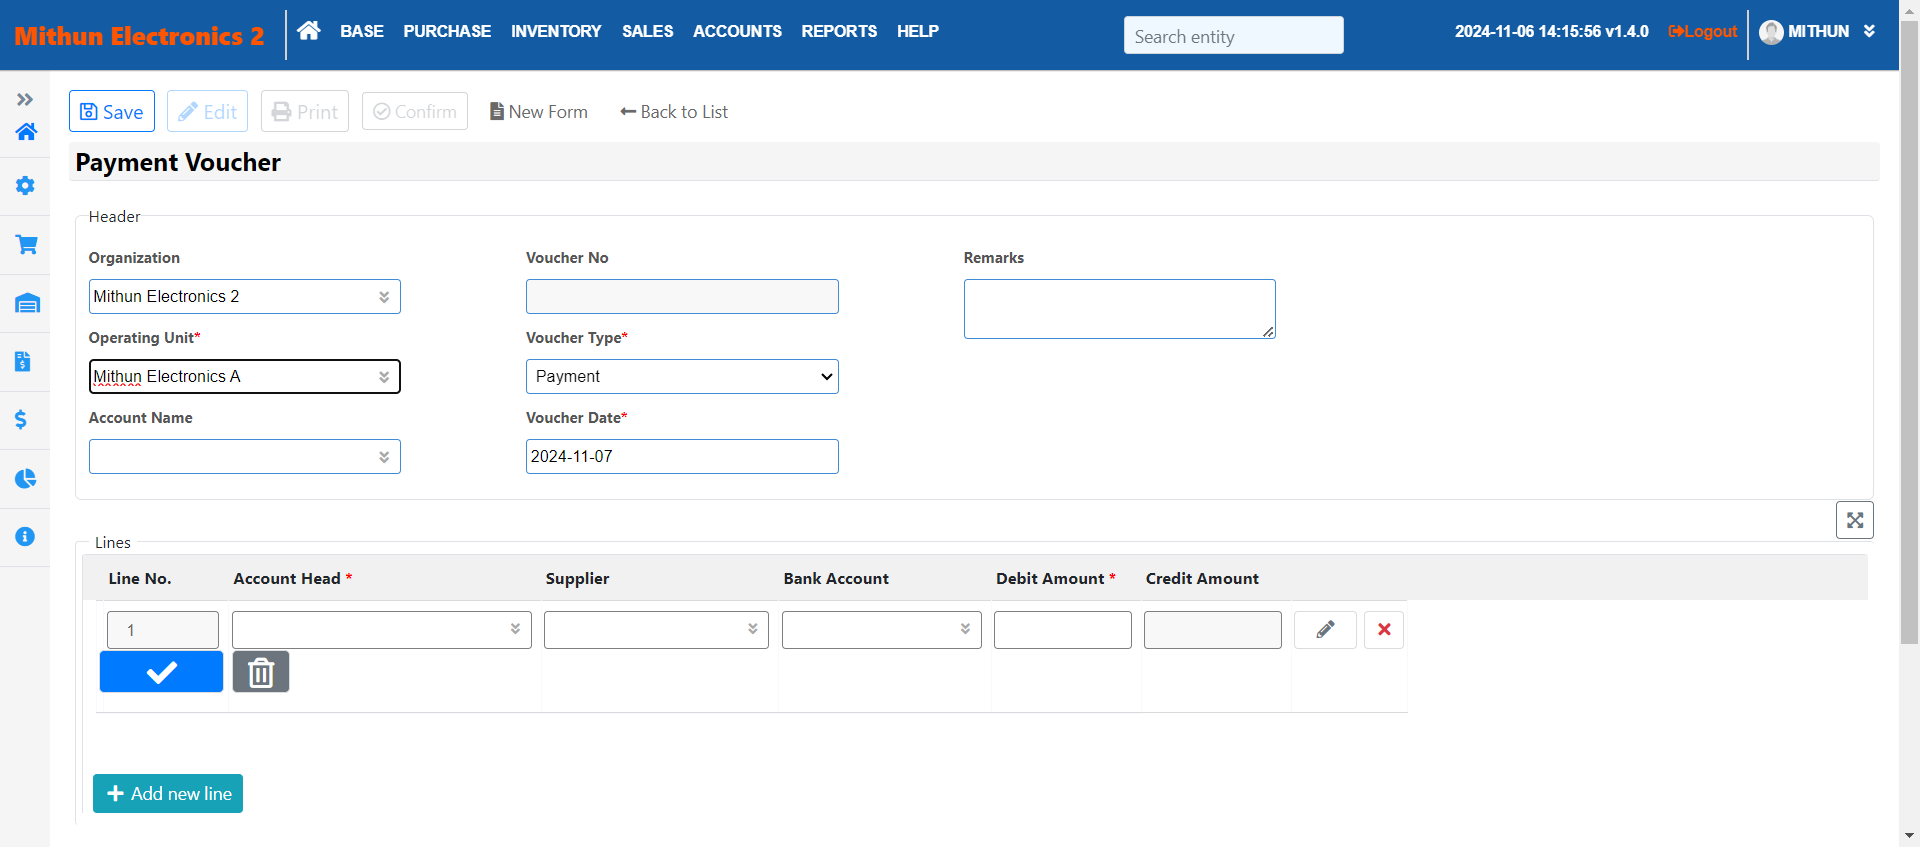 Mithun Electronics 2
BASE PURCHASE INVENTORY SALES ACCOUNTS REPORTS HELP
Search entity
2024-11-06 14:15:56 v1.4.0
Logout
MITHUN
Save Edit Print Confirm New Form Back to List
Payment Voucher
Header
Organization Voucher No Remarks
Mithun Electronics 2
Operating Unit* Voucher Type*
Mithun Electronics A Payment
Account Name Voucher Date*
2024-11-07
Lines
Line No. Account Head * Supplier Bank Account Debit Amount * Credit Amount
1
Add new line